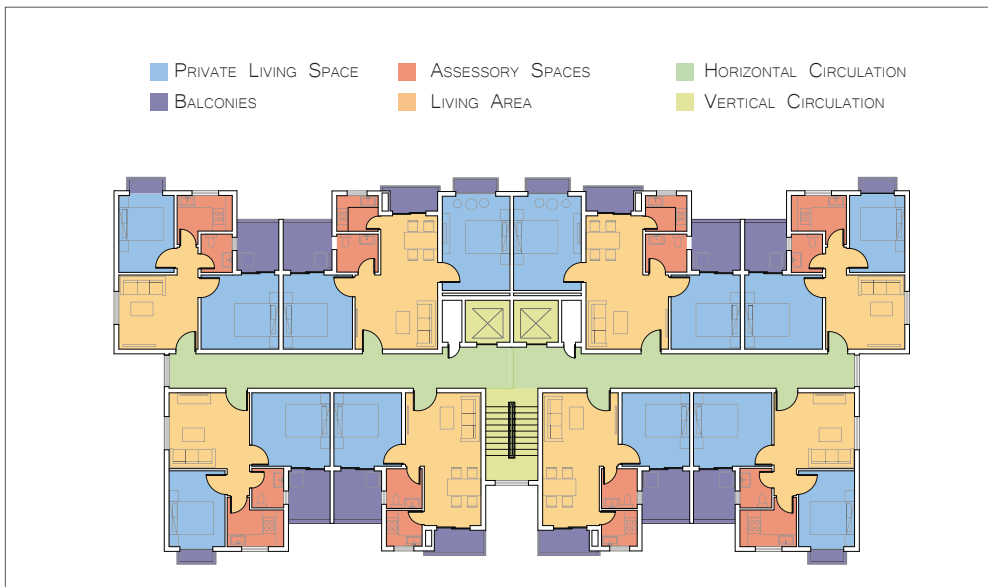 Private Living Space
Assessory Spaces
Horizontal Circulation
Balconies
Living Area
Vertical Circulation